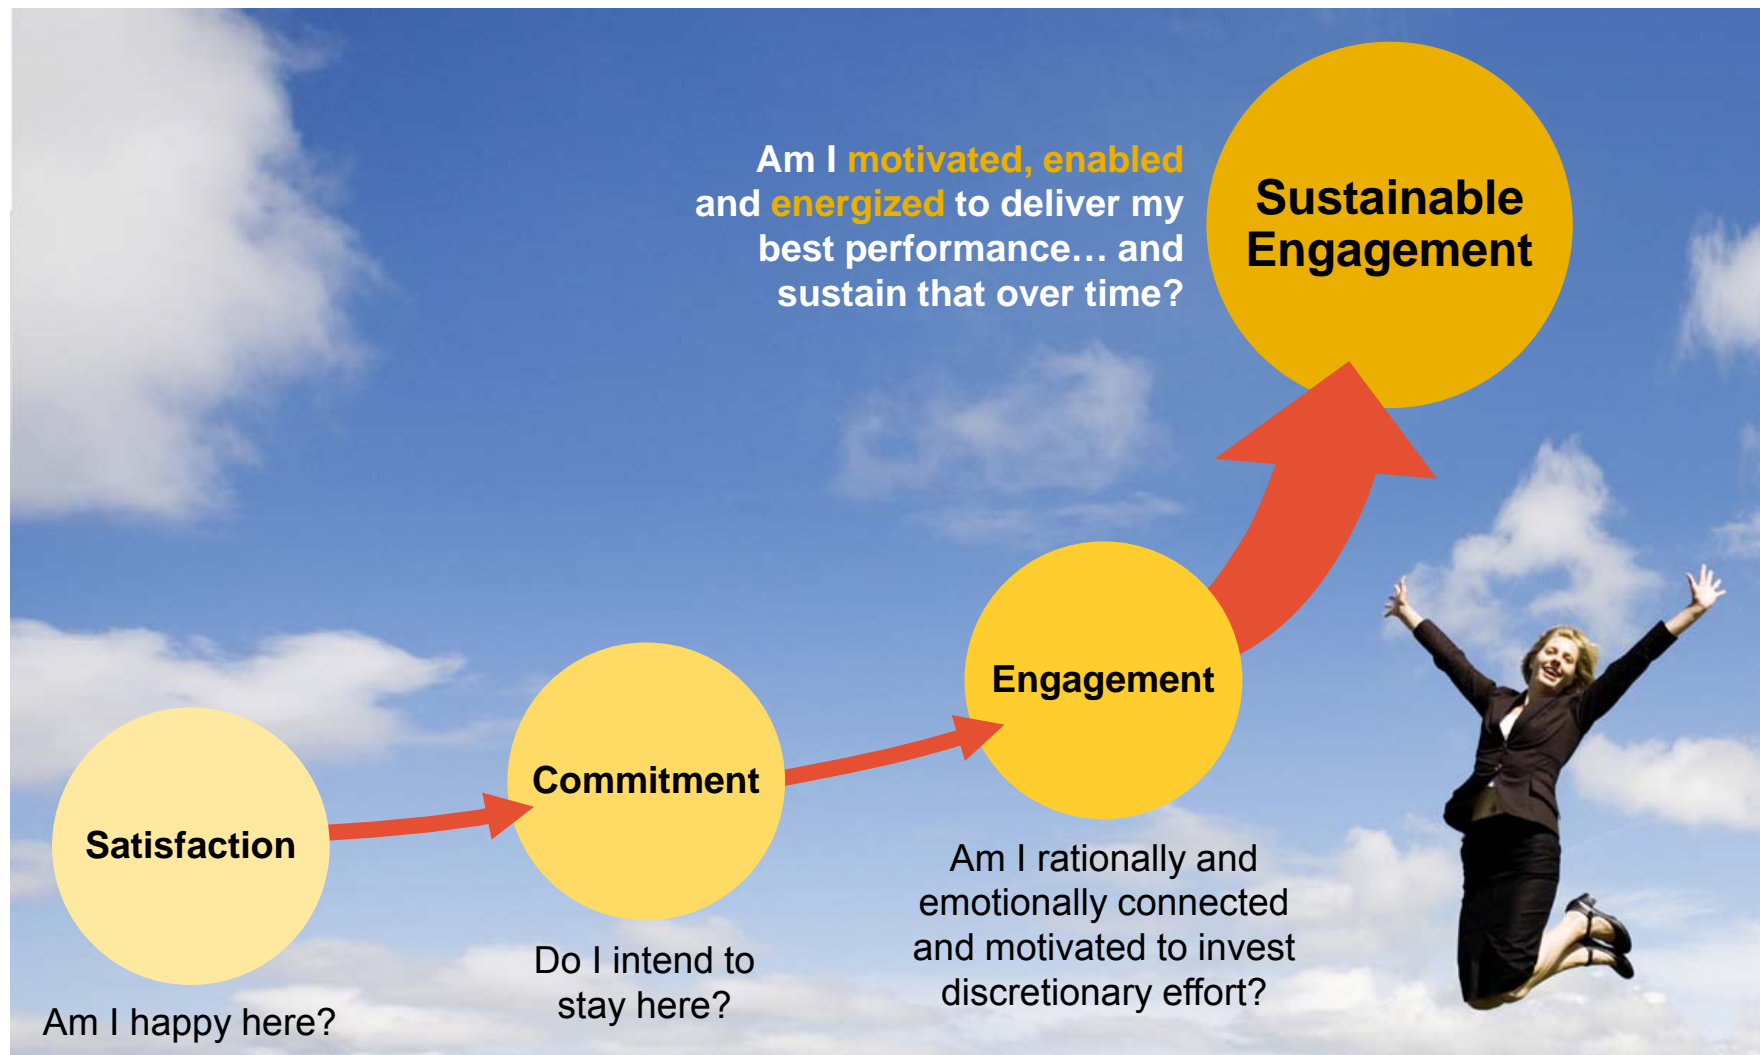 Am I motivated, enabled
and energized to deliver my
best performance… and
sustain that over time?
Sustainable
Engagement
Engagement
Commitment
Satisfaction
Am I rationally and
emotionally connected
and motivated to invest
discretionary effort?
Do I intend to
stay here?
Am I happy here?